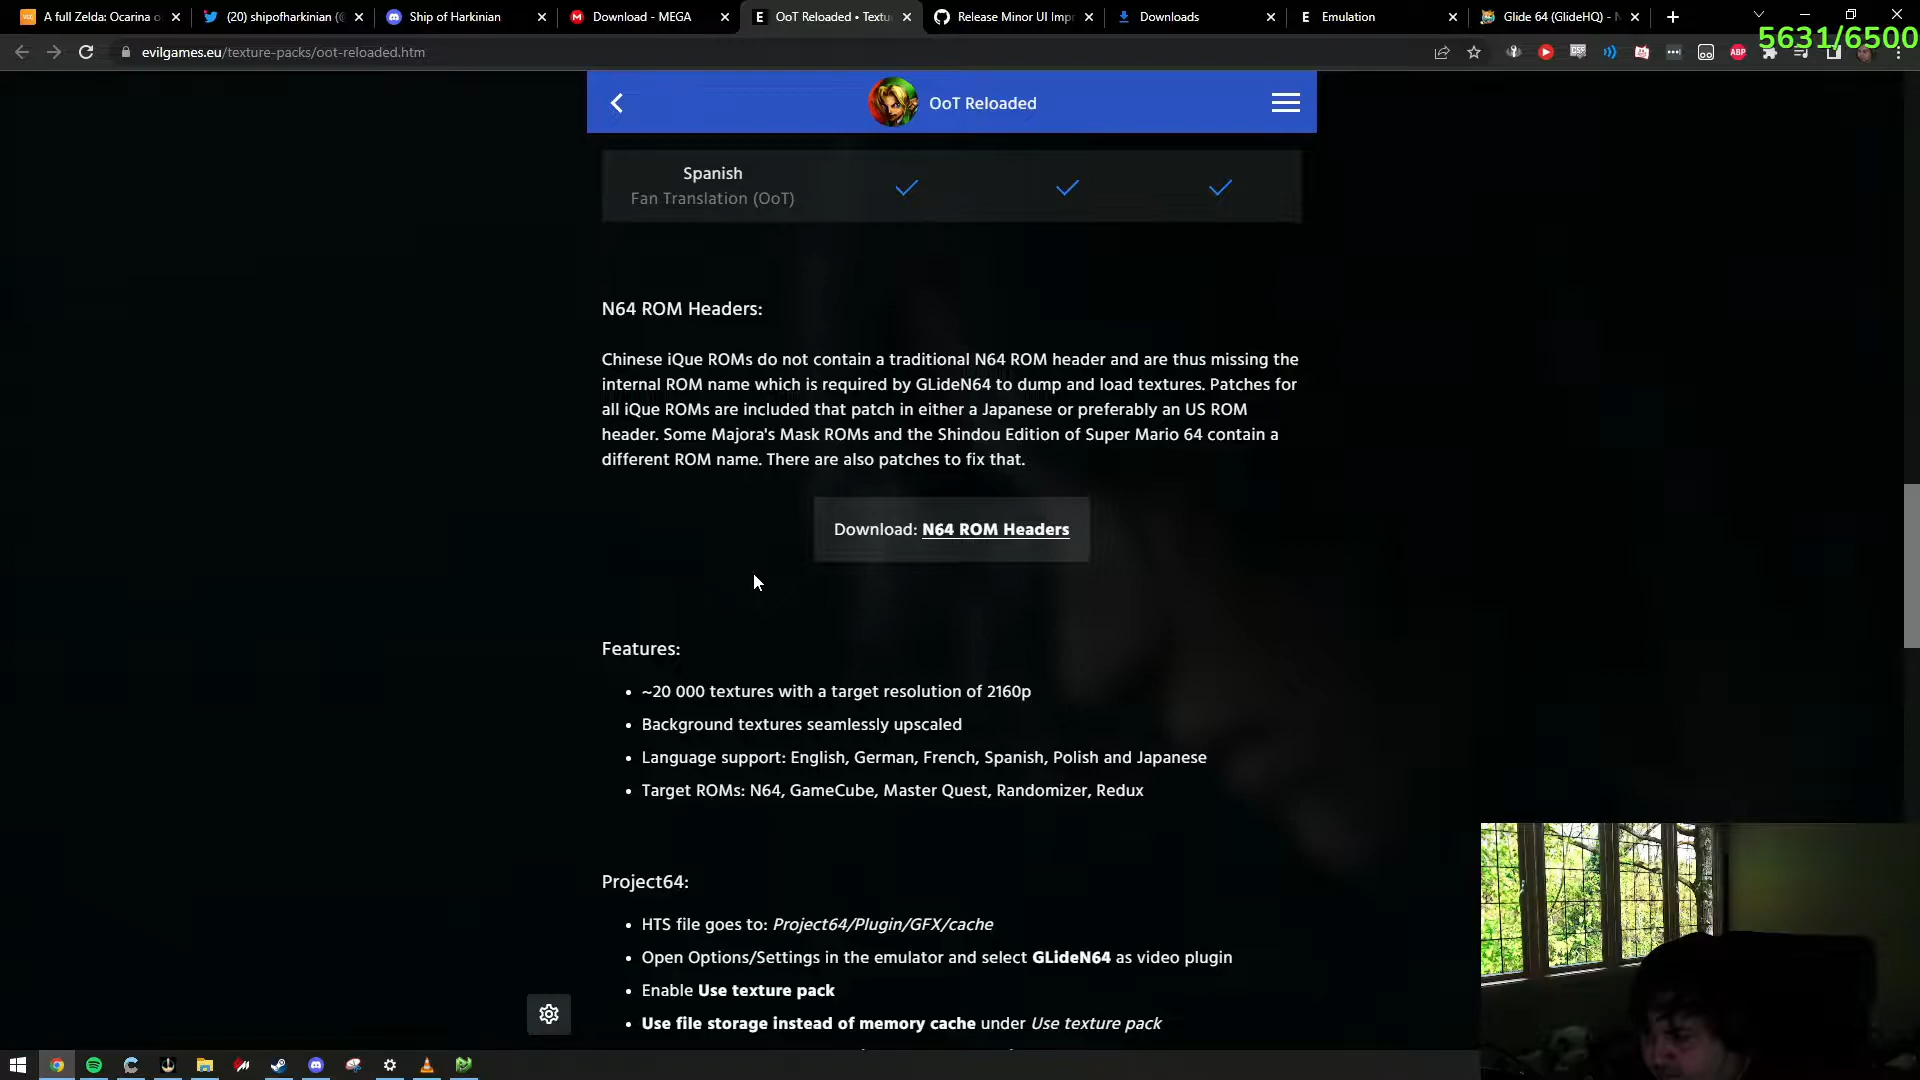 A full Zelda: Ocarina o
(20) shipofharkinian (@
Ship of Harkinian
Download - MEGA
OoT Reloaded • Textu
Release Minor UI Impr
Downloads
Emulation
Glide 64 (GlideHQ) - N
5631/6500
evilgames.eu/texture-packs/oot-reloaded.htm
OoT Reloaded
Spanish
Fan Translation (OoT)
N64 ROM Headers:
Chinese iQue ROMs do not contain a traditional N64 ROM header and are thus missing the
internal ROM name which is required by GLideN64 to dump and load textures. Patches for
all iQue ROMs are included that patch in either a Japanese or preferably an US ROM
header. Some Majora's Mask ROMs and the Shindou Edition of Super Mario 64 contain a
different ROM name. There are also patches to fix that.
Download: N64 ROM Headers
Features:
• ~20 000 textures with a target resolution of 2160p
• Background textures seamlessly upscaled
• Language support: English, German, French, Spanish, Polish and Japanese
• Target ROMs: N64, GameCube, Master Quest, Randomizer, Redux
Project64:
• HTS file goes to: Project64/Plugin/GFX/cache
• Open Options/Settings in the emulator and select GLideN64 as video plugin
• Enable Use texture pack
• Use file storage instead of memory cache under Use texture pack